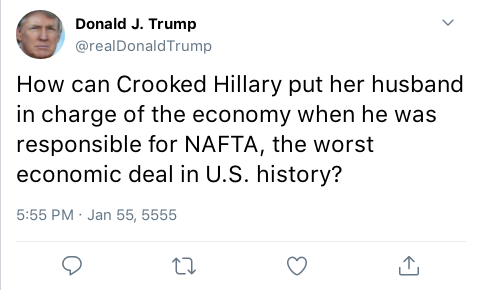 Donald J. Trump
@realDonaldTrump
How can Crooked Hillary put her husband
in charge of the economy when he was
responsible for NAFTA, the worst
economic deal in U.S. history?
5:55 PM · Jan 55, 5555